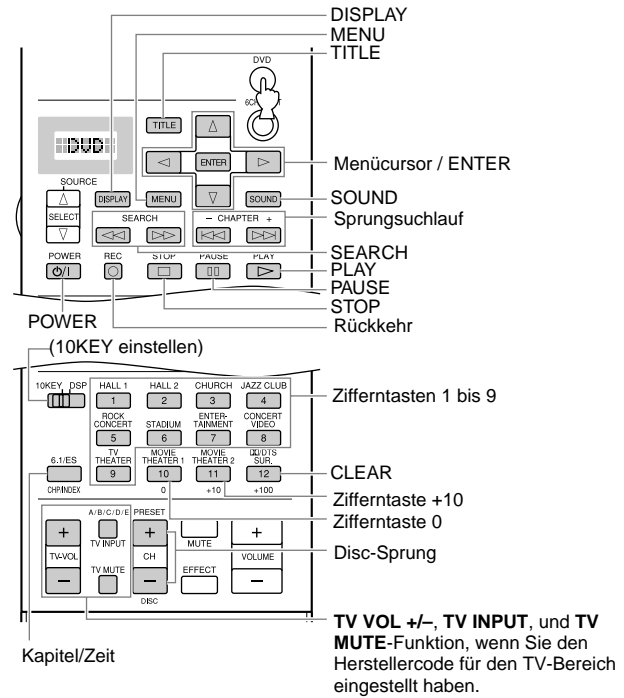 DISPLAY
MENU
TITLE
DVD
6CH
TITLE
DVD
ENTER
Menücursor / ENTER
SOURCE
SELECT
DISPLAY
MENU
SOUND
SOUND
SEARCH
– CHAPTER +
Sprungsuchlauf
SEARCH
POWER
REC
STOP
PAUSE
PLAY
PLAY
PAUSE
STOP
POWER
Rückkehr
(10KEY einstellen)
10KEY
DSP
HALL 1
HALL 2
CHURCH
JAZZ CLUB
1
2
3
4
Zifferntasten 1 bis 9
ROCK CONCERT
STADIUM
ENTER-TAINMENT
CONCERT VIDEO
5
6
7
8
6.1/ES
TV THEATER
MOVIE THEATER 1
MOVIE THEATER 2
/DTS SUR.
9
10
11
12
CLEAR
CHP/INDEX
0
+10
+100
Zifferntaste +10
Zifferntaste 0
A/B/C/D/E
PRESET
+
TV INPUT
+
MUTE
+
Disc-Sprung
TV-VOL
CH
VOLUME
–
TV MUTE
–
EFFECT
–
DISC
Kapitel/Zeit
TV VOL +/–, TV INPUT, und TV
MUTE-Funktion, wenn Sie den
Herstellercode für den TV-Bereich
eingestellt haben.